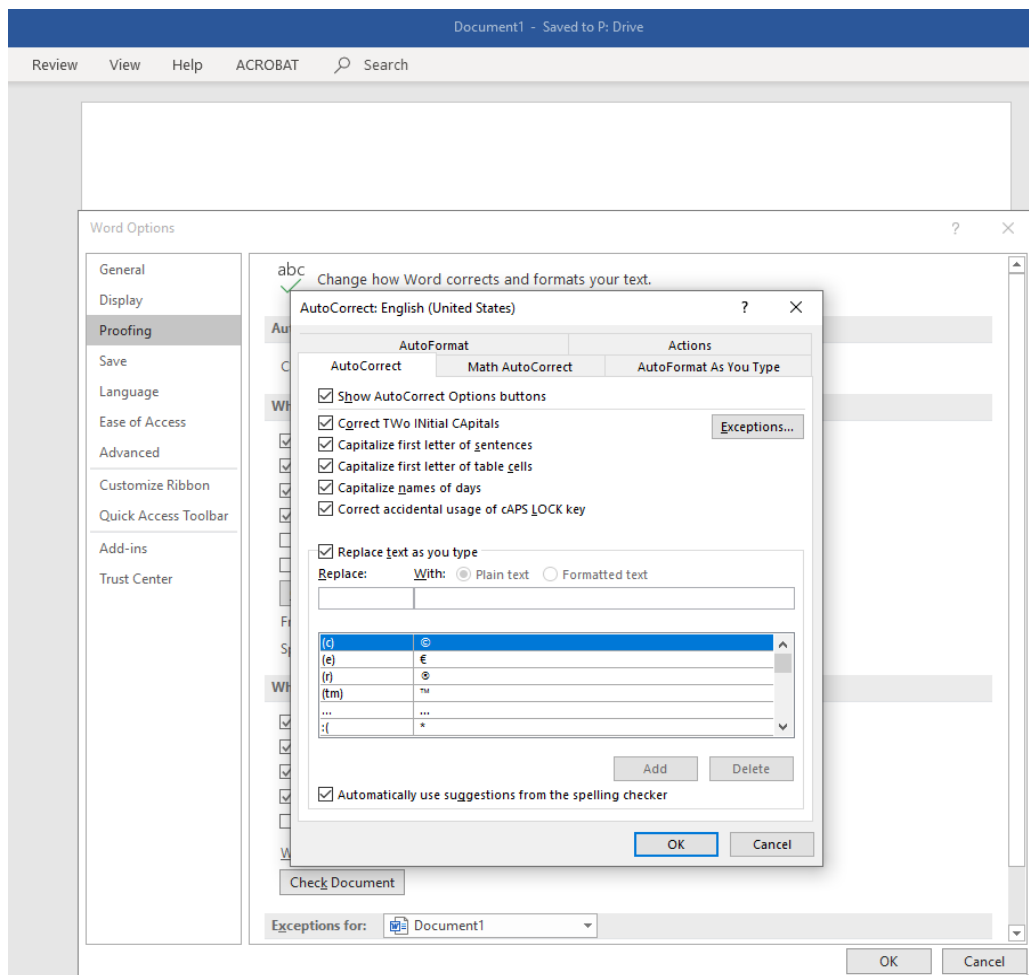 Document1 - Saved to P: Drive
Review View Help ACROBAT Search
Word Options ?
General
Display
Proofing
Save
Language
Ease of Access
Advanced
Customize Ribbon
Quick Access Toolbar
Add-ins
Trust Center
abc Change how Word corrects and formats your text.
AutoCorrect: English (United States) ?
AutoFormat Actions
AutoCorrect Math AutoCorrect AutoFormat As You Type
Show AutoCorrect Options buttons
Correct TWo INitial CApitals Exceptions...
Capitalize first letter of sentences
Capitalize first letter of table cells
Capitalize names of days
Correct accidental usage of cAPS LOCK key
Replace text as you type
Replace: With: Plain text Formatted text
(c) ©
(e) €
(r) ®
(tm) ™
... ...
:( *
Add Delete
Automatically use suggestions from the spelling checker
OK Cancel
Check Document
Exceptions for: Document1
OK Cancel